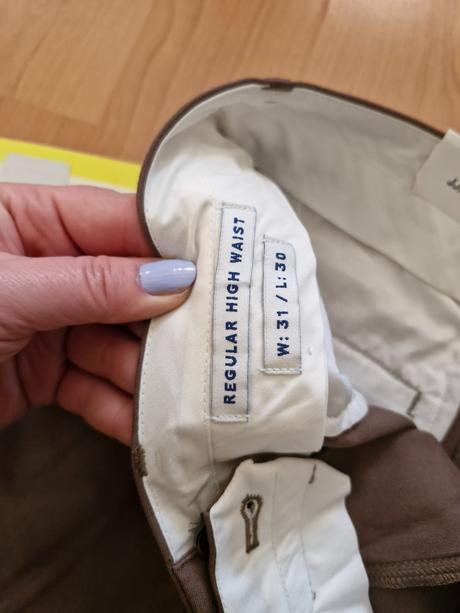 REGULAR HIGH WAIST
W: 31 / L: 30